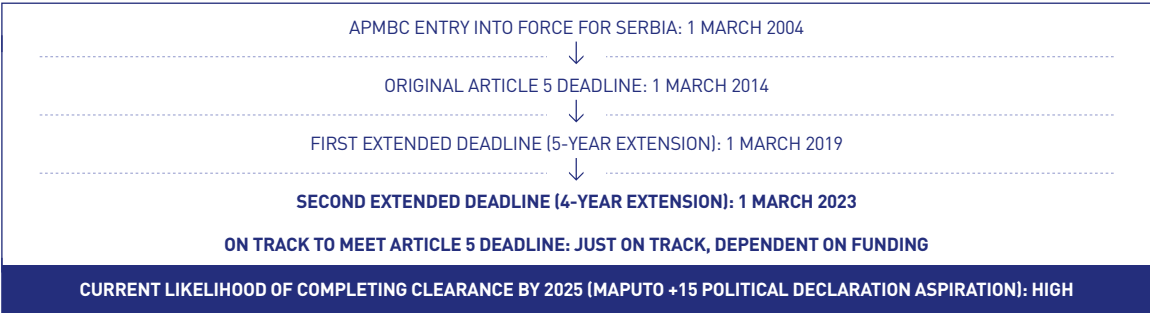 APMBC ENTRY INTO FORCE FOR SERBIA: 1 MARCH 2004
ORIGINAL ARTICLE 5 DEADLINE: 1 MARCH 2014
FIRST EXTENDED DEADLINE (5-YEAR EXTENSION): 1 MARCH 2019
SECOND EXTENDED DEADLINE (4-YEAR EXTENSION): 1 MARCH 2023
ON TRACK TO MEET ARTICLE 5 DEADLINE: JUST ON TRACK, DEPENDENT ON FUNDING
CURRENT LIKELIHOOD OF COMPLETING CLEARANCE BY 2025 (MAPUTO +15 POLITICAL DECLARATION ASPIRATION): HIGH